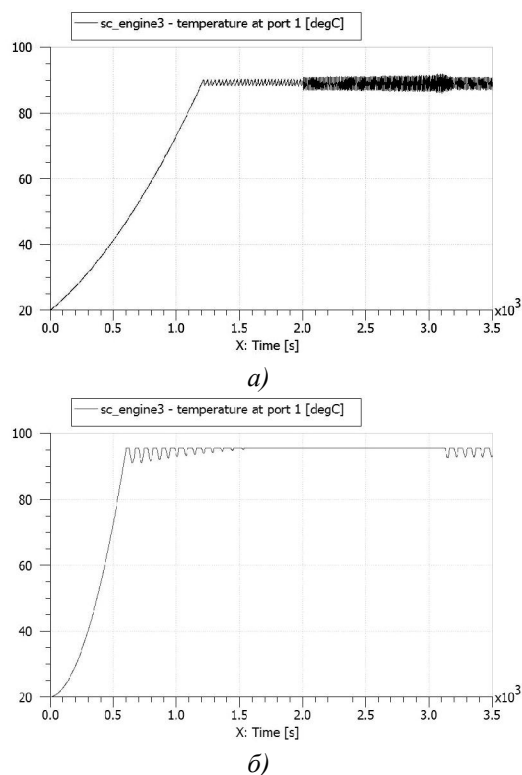 sc_engine3 - temperature at port 1 [degC]
100
80
60
40
20
0.0 0.5 1.0 1.5 2.0 2.5 3.0 3.5
x10³
X: Time [s]
а)
sc_engine3 - temperature at port 1 [degC]
100
80
60
40
20
0.0 0.5 1.0 1.5 2.0 2.5 3.0 3.5
x10³
X: Time [s]
б)